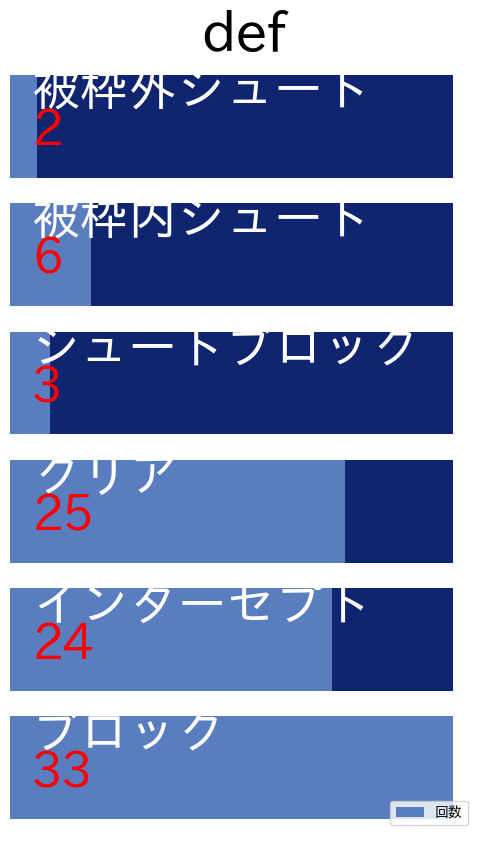 def
被枠外シュート
2
被枠内シュート
6
シュートブロック
3
クリア
25
インターセプト
24
ブロック
33
回数